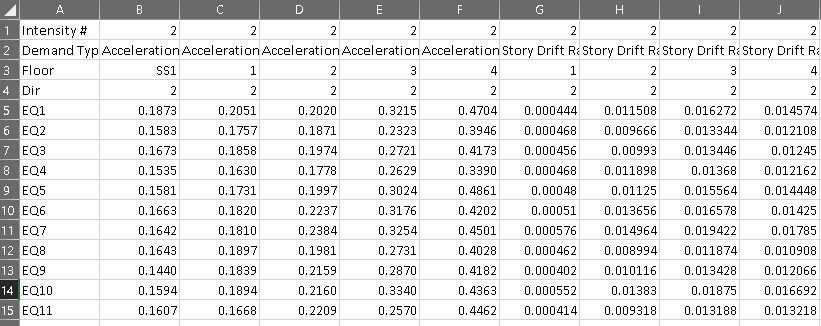 A B C D E F G H I J
1 Intensity # 2 2 2 2 2 2 2 2 2
2 Demand Typ Acceleration Acceleration Acceleration Acceleration Acceleration Story Drift Ra Story Drift Ra Story Drift Ra Story Drift Ra
3 Floor SS1 1 2 3 4 1 2 3 4
4 Dir 2 2 2 2 2 2 2 2 2
5 EQ1 0.1873 0.2051 0.2020 0.3215 0.4704 0.000444 0.011508 0.016272 0.014574
6 EQ2 0.1583 0.1757 0.1871 0.2323 0.3946 0.000468 0.009666 0.013344 0.012108
7 EQ3 0.1673 0.1858 0.1974 0.2721 0.4173 0.000456 0.00993 0.013446 0.01245
8 EQ4 0.1535 0.1630 0.1778 0.2629 0.3390 0.000468 0.011898 0.01368 0.012162
9 EQ5 0.1581 0.1731 0.1997 0.3024 0.4861 0.00048 0.01125 0.015564 0.014448
10 EQ6 0.1663 0.1820 0.2237 0.3176 0.4202 0.00051 0.013656 0.016578 0.01425
11 EQ7 0.1642 0.1810 0.2384 0.3254 0.4501 0.000576 0.014964 0.019422 0.01785
12 EQ8 0.1643 0.1897 0.1981 0.2731 0.4028 0.000462 0.008994 0.011874 0.010908
13 EQ9 0.1440 0.1839 0.2159 0.2870 0.4182 0.000402 0.010116 0.013428 0.012066
14 EQ10 0.1594 0.1894 0.2160 0.3340 0.4363 0.000552 0.01383 0.01875 0.016692
15 EQ11 0.1607 0.1668 0.2209 0.2570 0.4462 0.000414 0.009318 0.013188 0.013218